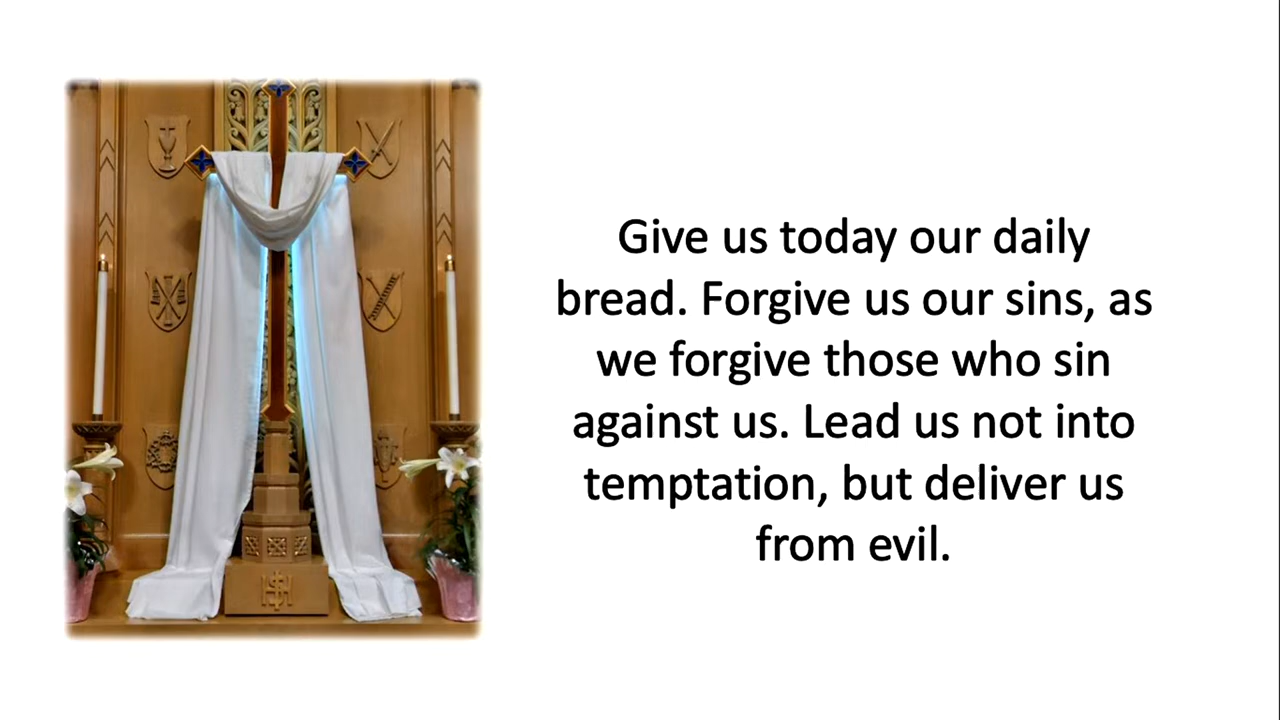 Give us today our daily
bread. Forgive us our sins, as
we forgive those who sin
against us. Lead us not into
temptation, but deliver us
from evil.
IHS